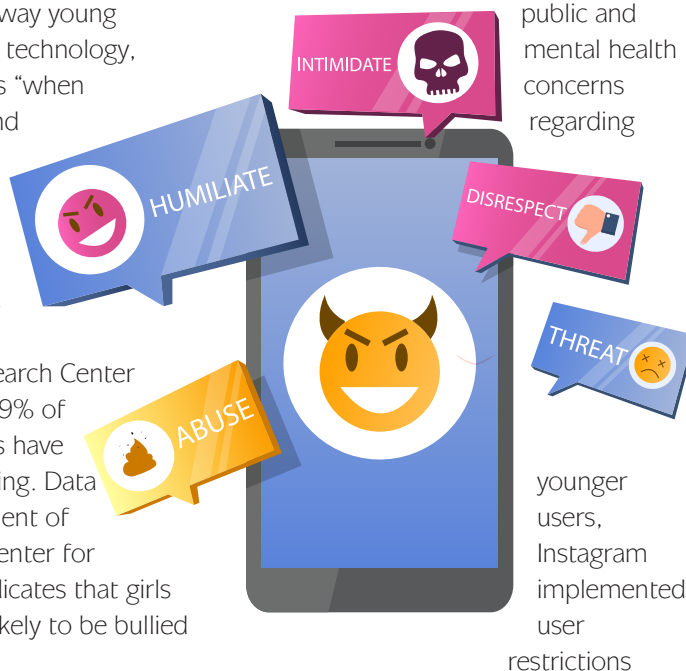 way young
technology,
s “when
nd
earch Center
9% of
s have
ing. Data
ent of
enter for
dicates that girls
kely to be bullied
INTIMIDATE
HUMILIATE
DISRESPECT
THREAT
ABUSE
public and
mental health
concerns
regarding
younger
users,
Instagram
implemented
user
restrictions